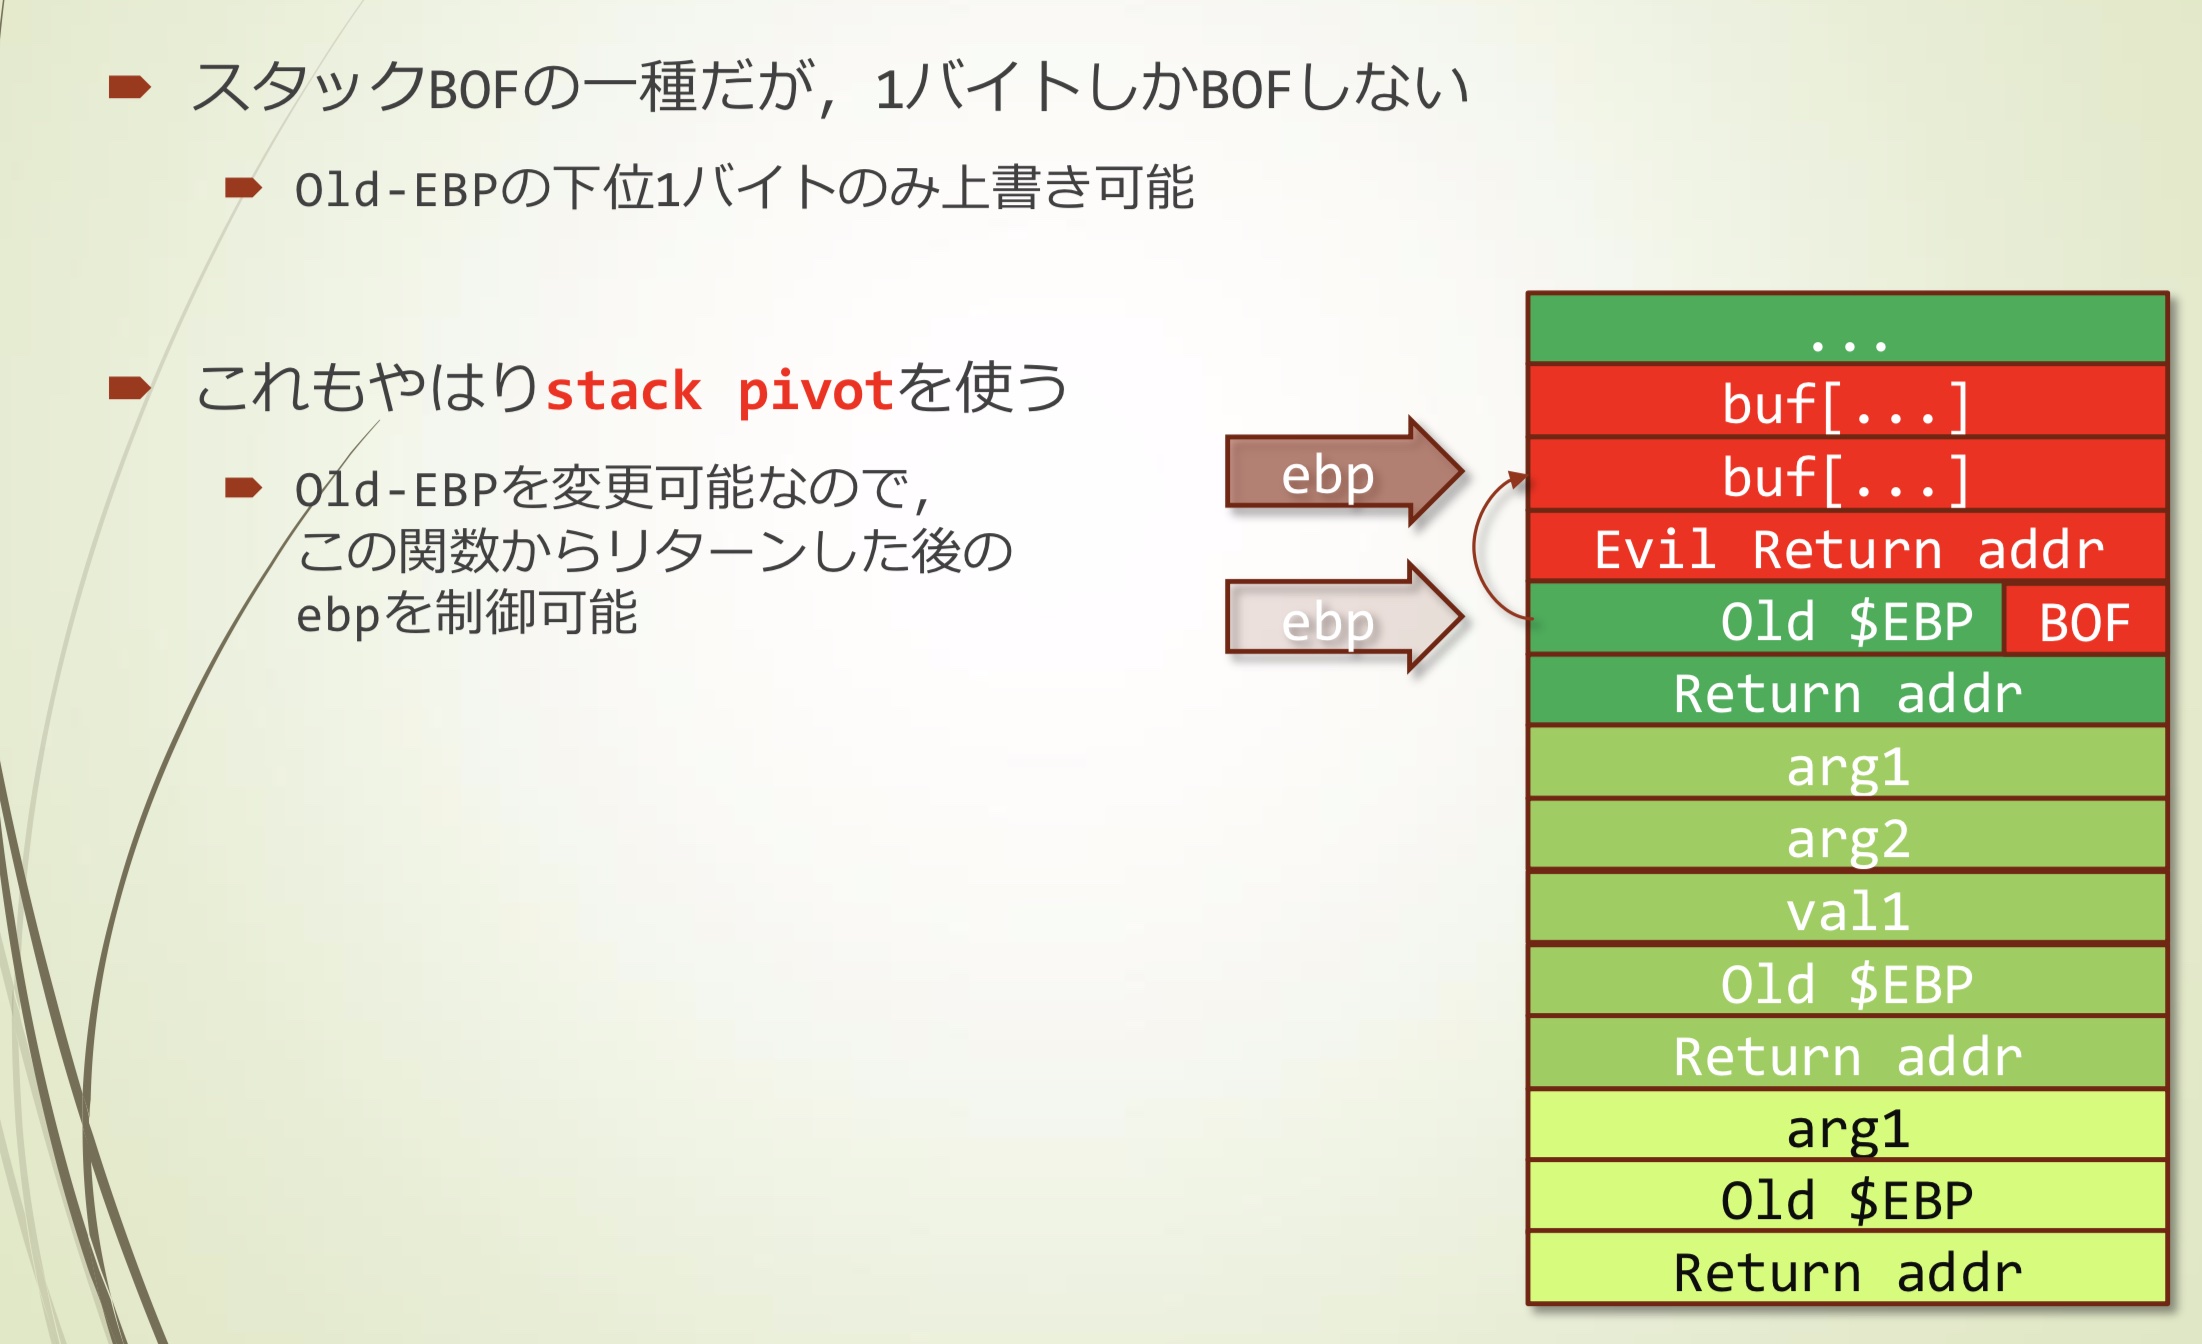 スタックBOFの一種だが，1バイトしかBOFしない
Old-EBPの下位1バイトのみ上書き可能
これもやはりstack pivotを使う
Old-EBPを変更可能なので，
この関数からリターンした後の
ebpを制御可能
ebp
ebp
...
buf[...]
buf[...]
Evil Return addr
Old $EBP BOF
Return addr
arg1
arg2
val1
Old $EBP
Return addr
arg1
Old $EBP
Return addr